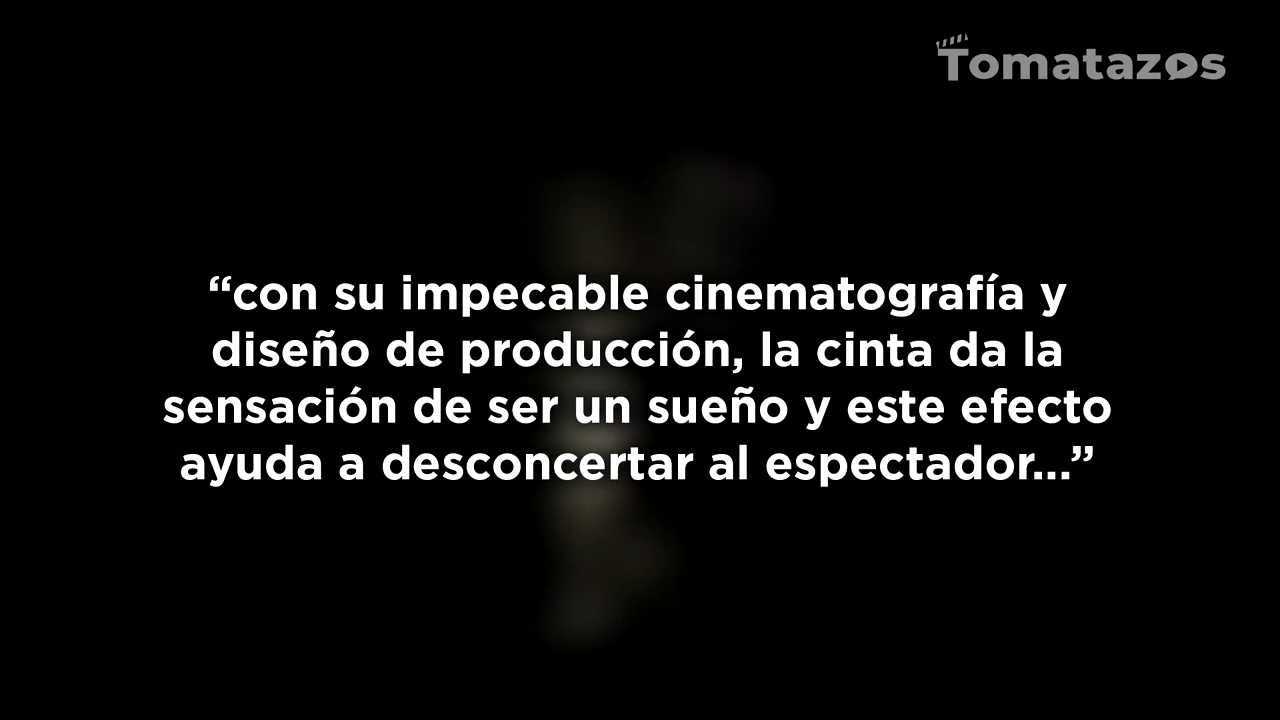 Tomatazos
“con su impecable cinematografía y
diseño de producción, la cinta da la
sensación de ser un sueño y este efecto
ayuda a desconcertar al espectador...”